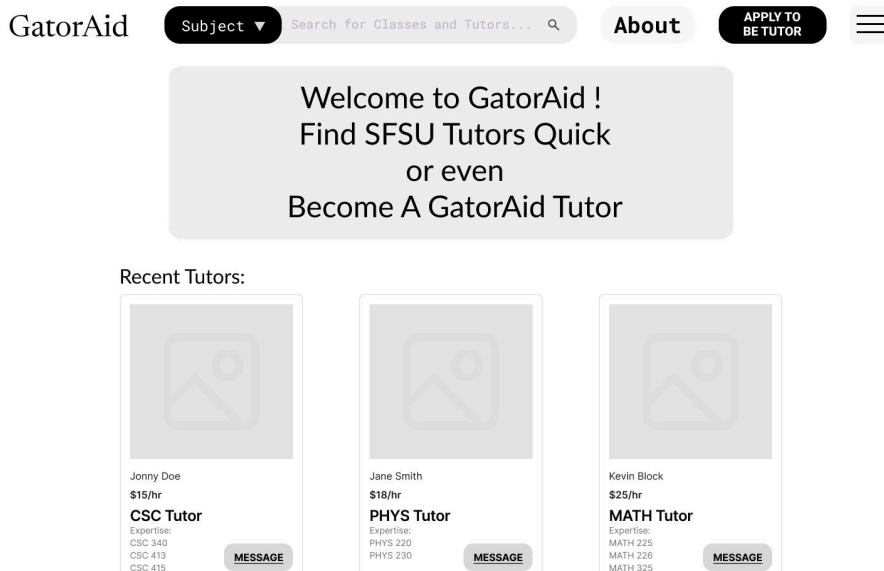 GatorAid
Subject ▼
Search for Classes and Tutors...
About
APPLY TO
BE TUTOR
Welcome to GatorAid !
Find SFSU Tutors Quick
or even
Become A GatorAid Tutor
Recent Tutors:
Jonny Doe
$15/hr
CSC Tutor
Expertise:
CSC 340
CSC 413
CSC 415
MESSAGE
Jane Smith
$18/hr
PHYS Tutor
Expertise:
PHYS 220
PHYS 230
MESSAGE
Kevin Block
$25/hr
MATH Tutor
Expertise:
MATH 225
MATH 226
MATH 325
MESSAGE